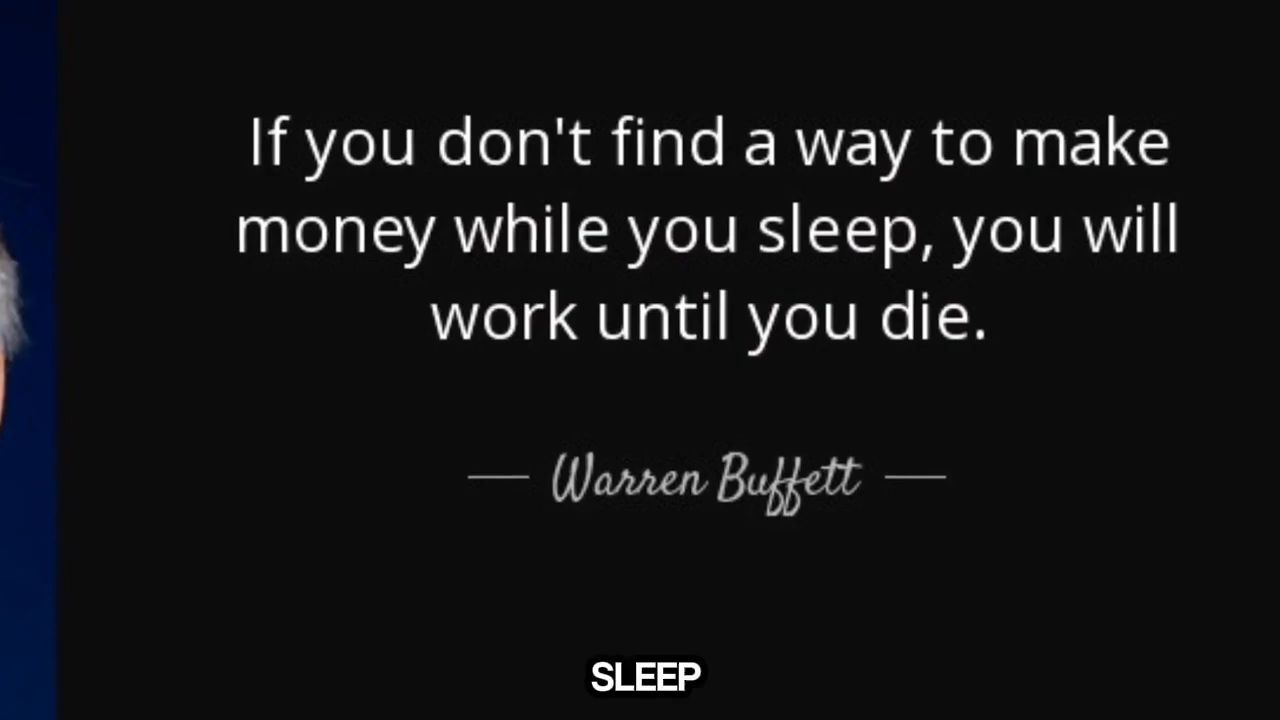 If you don't find a way to make
money while you sleep, you will
work until you die.
Warren Buffett
SLEEP